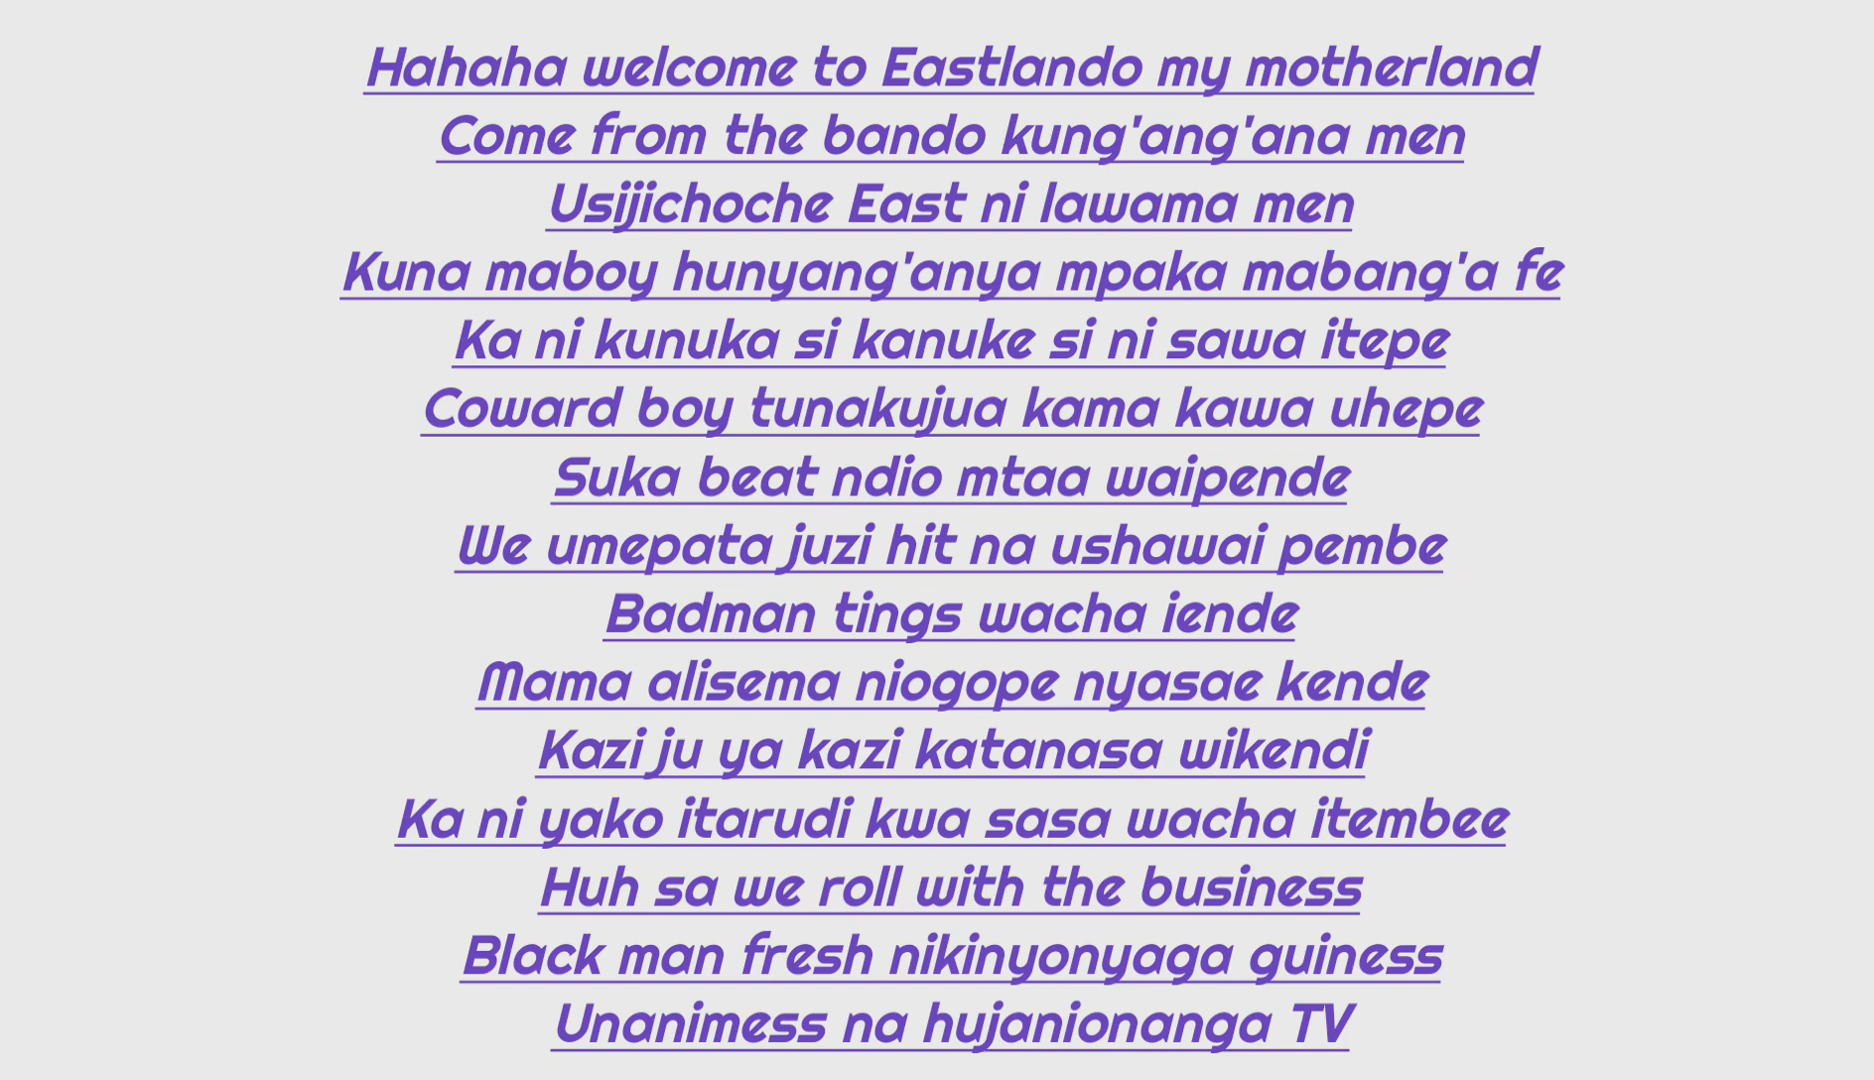 Hahaha welcome to Eastlando my motherland
Come from the bando kung'ang'ana men
Usijichoche East ni lawama men
Kuna maboy hunyang'anya mpaka mabang'a fe
Ka ni kunuka si kanuke si ni sawa itepe
Coward boy tunakujua kama kawa uhepe
Suka beat ndio mtaa waipende
We umepata juzi hit na ushawai pembe
Badman tings wacha iende
Mama alisema niogope nyasae kende
Kazi ju ya kazi katanasa wikendi
Ka ni yako itarudi kwa sasa wacha itembee
Huh sa we roll with the business
Black man fresh nikinyonyaga guiness
Unanimess na hujanionanga TV